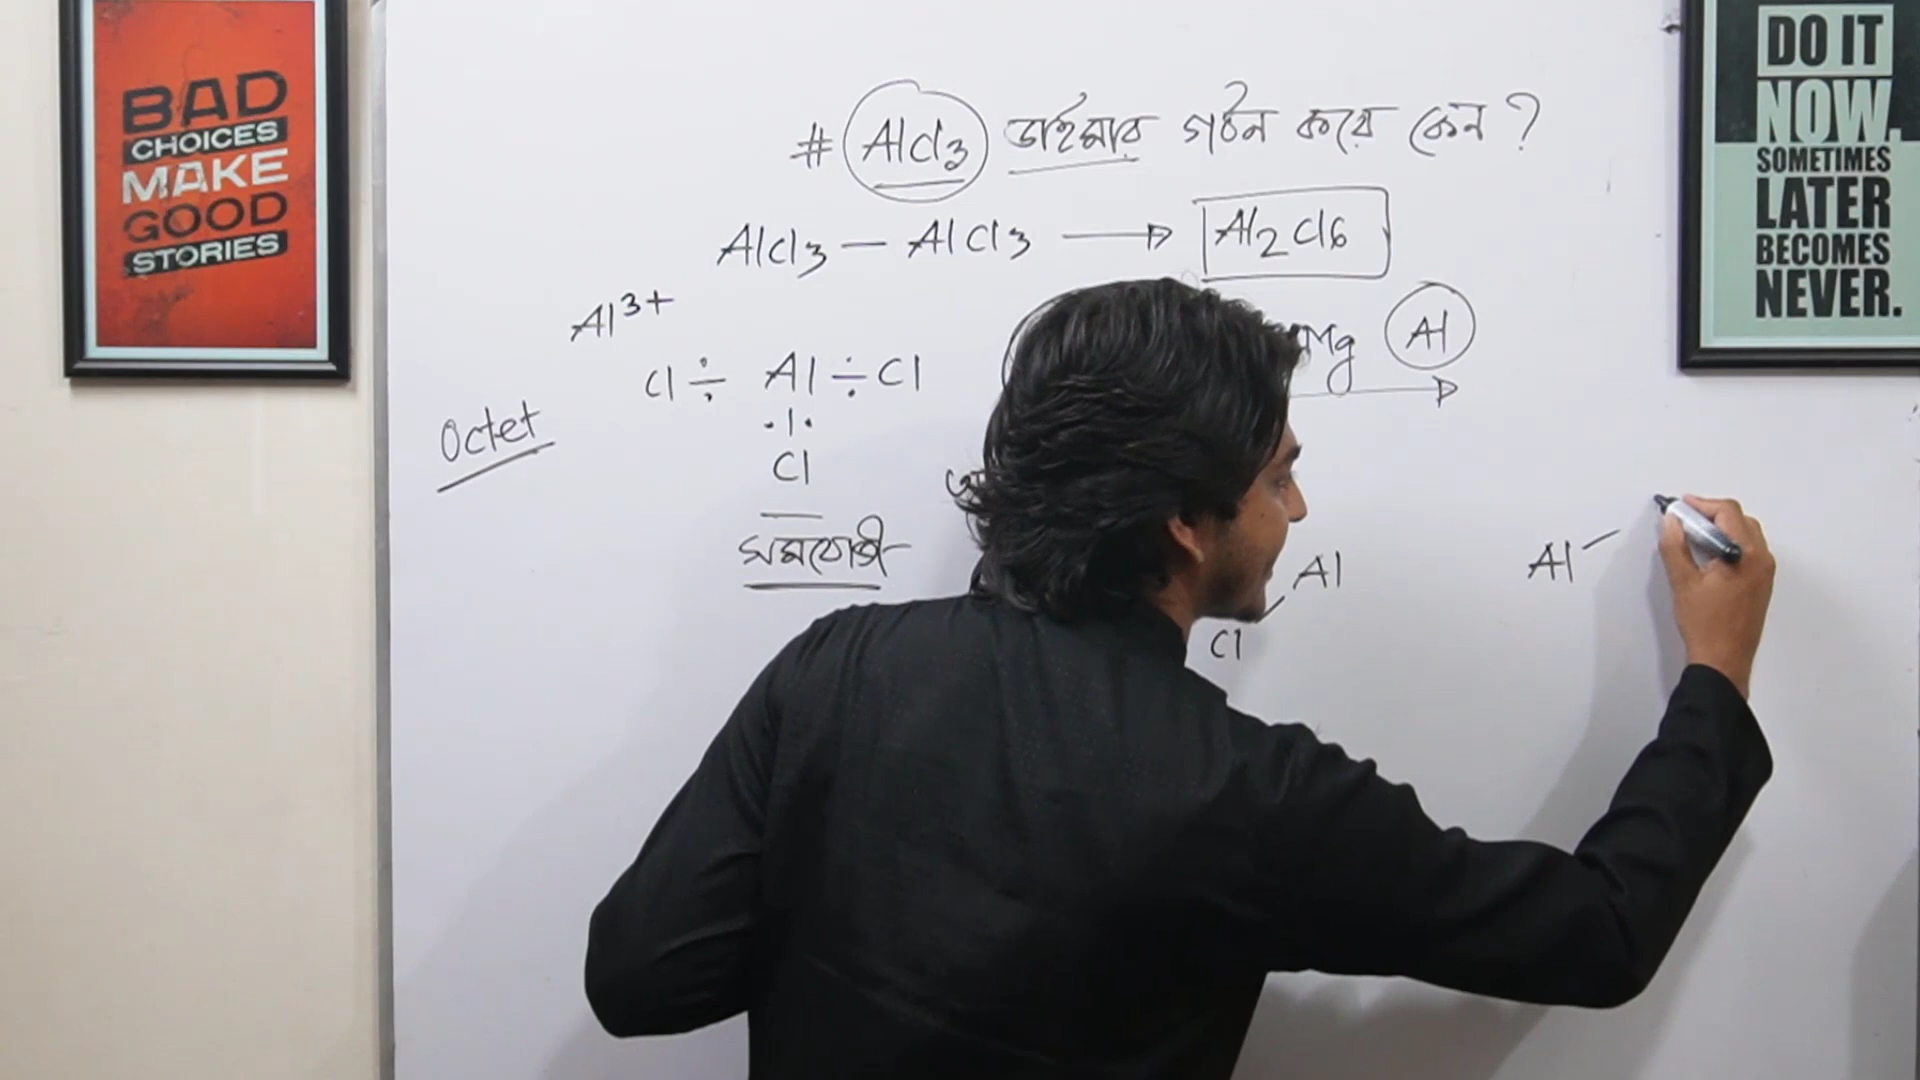 BAD
CHOICES
MAKE
GOOD
STORIES
DO IT
NOW.
SOMETIMES
LATER
BECOMES
NEVER.
# AlCl3 ডাইমার গঠন করে কেন ?
AlCl3 — AlCl3 → Al2Cl6
Al3+
Mg Al
Cl ÷ Al ÷ Cl
Octet
Cl
সমযোজী
Al
Al
Cl